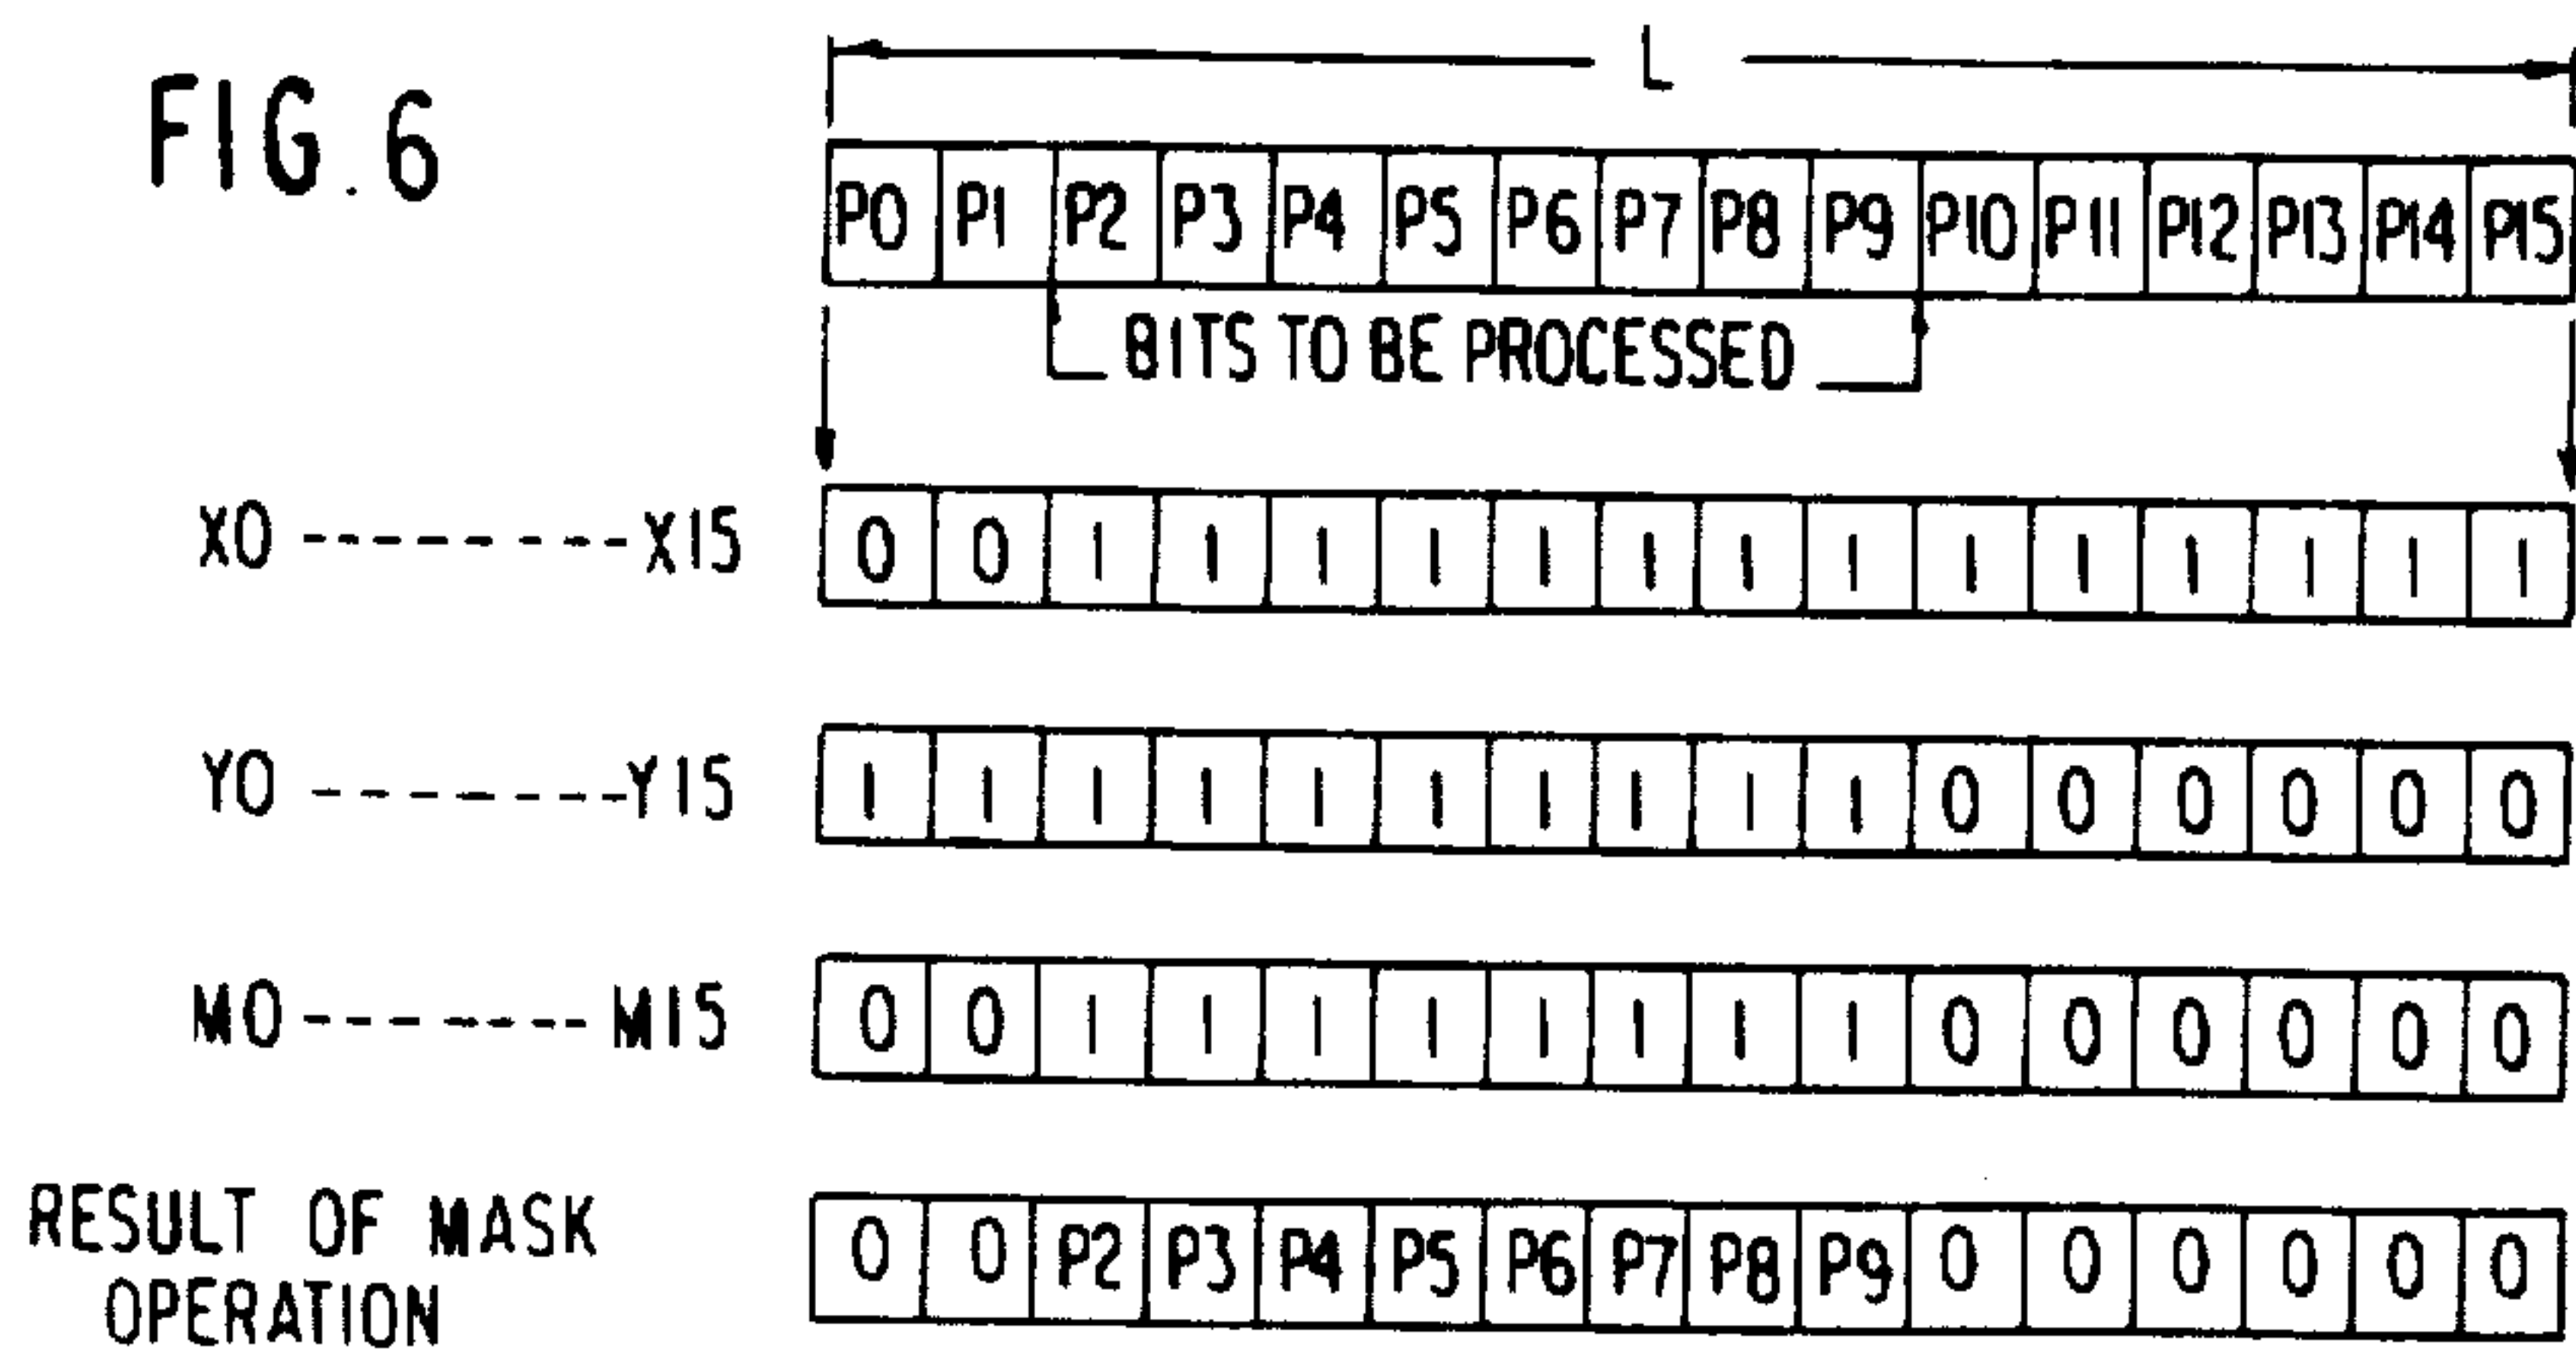 FIG. 6
L
P0 P1 P2 P3 P4 P5 P6 P7 P8 P9 P10 P11 P12 P13 P14 P15
BITS TO BE PROCESSED
X0 --------- X15 0 0 1 1 1 1 1 1 1 1 1 1 1 1 1 1
Y0 -------- Y15 1 1 1 1 1 1 1 1 1 1 0 0 0 0 0 0
M0 -------- M15 0 0 1 1 1 1 1 1 1 1 0 0 0 0 0 0
RESULT OF MASK
OPERATION
0 0 P2 P3 P4 P5 P6 P7 P8 P9 0 0 0 0 0 0